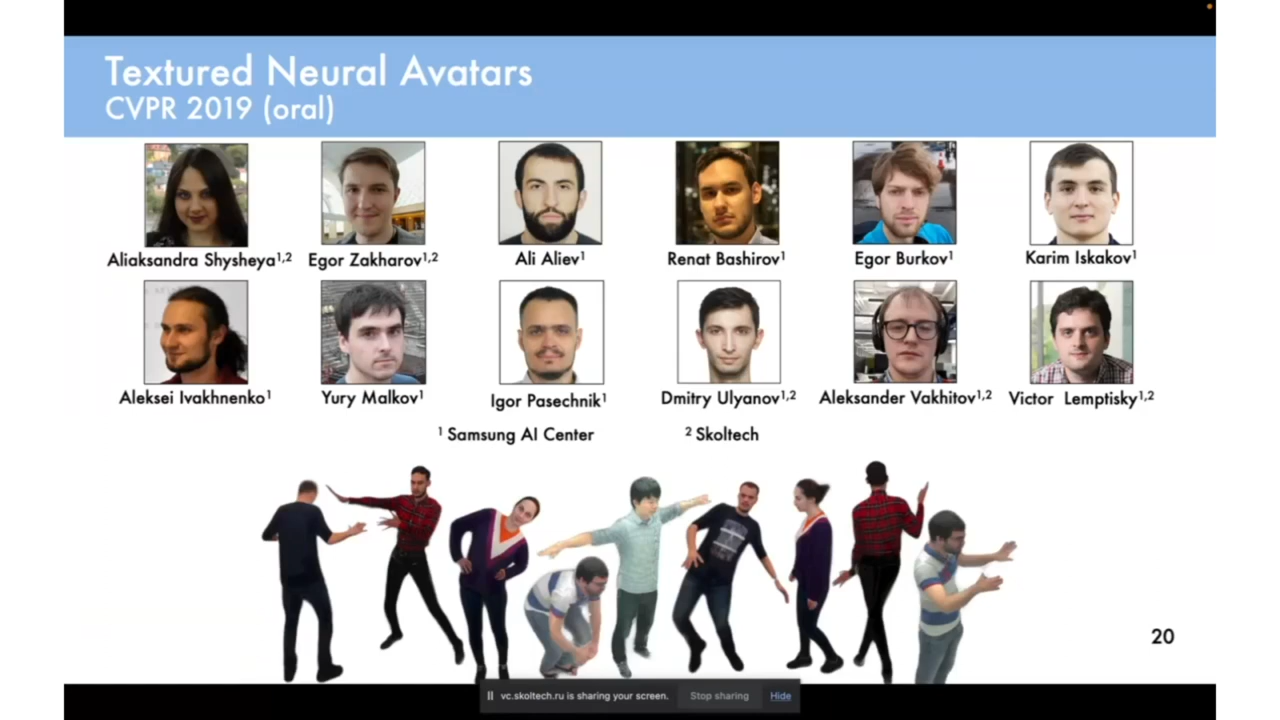 Textured Neural Avatars
CVPR 2019 (oral)
Aliaksandra Shysheya1,2 Egor Zakharov1,2 Ali Aliev1 Renat Bashirov1 Egor Burkov1 Karim Iskakov1
Aleksei Ivakhnenko1 Yury Malkov1 Igor Pasechnik1 Dmitry Ulyanov1,2 Aleksander Vakhitov1,2 Victor Lemptisky1,2
1 Samsung AI Center 2 Skoltech
20
vc.skoltech.ru is sharing your screen. Stop sharing Hide